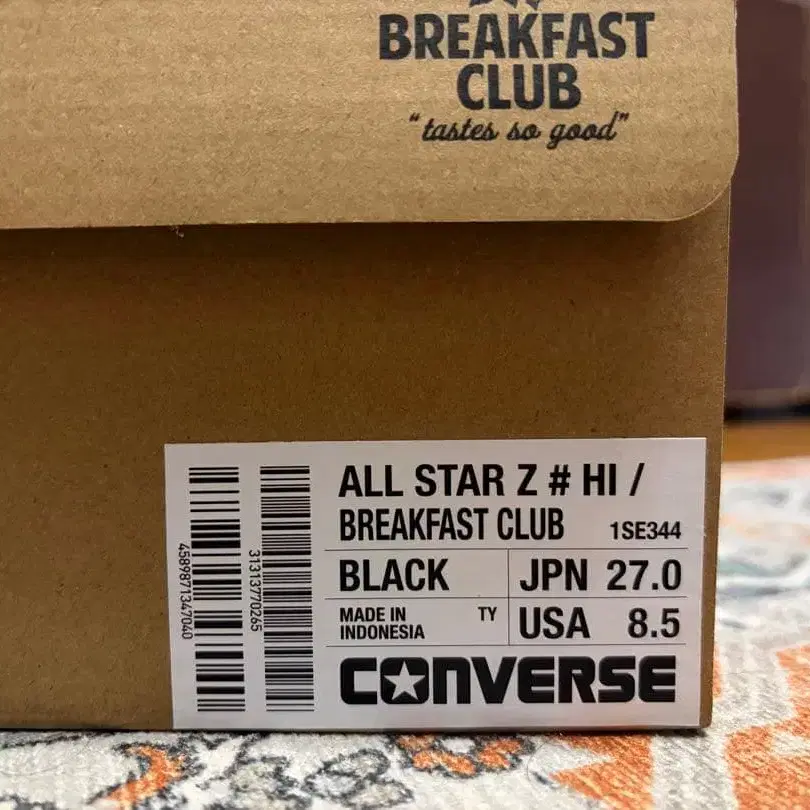 BREAKFAST
CLUB
“tastes so good”
4589871347040
31313770265
ALL STAR Z # HI /
BREAKFAST CLUB 1SE344
BLACK JPN 27.0
MADE IN
INDONESIA TY USA 8.5
CONVERSE